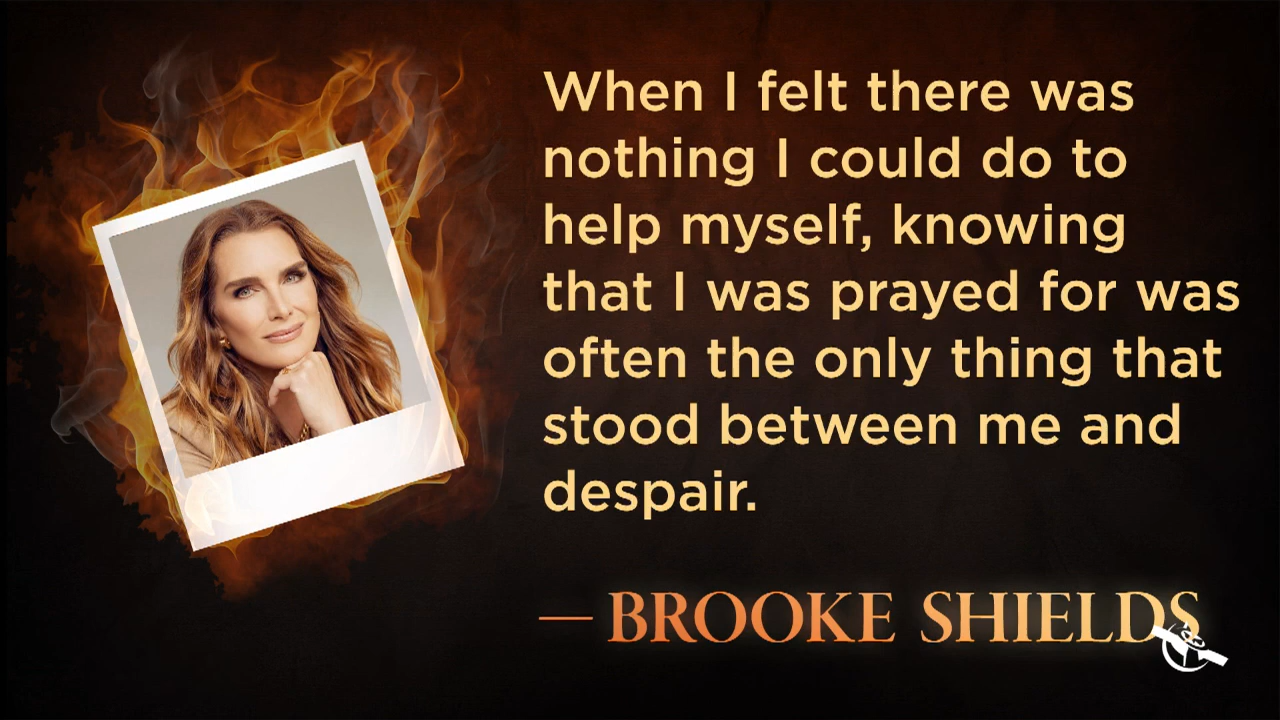 When I felt there was
nothing I could do to
help myself, knowing
that I was prayed for was
often the only thing that
stood between me and
despair.
— BROOKE SHIELDS